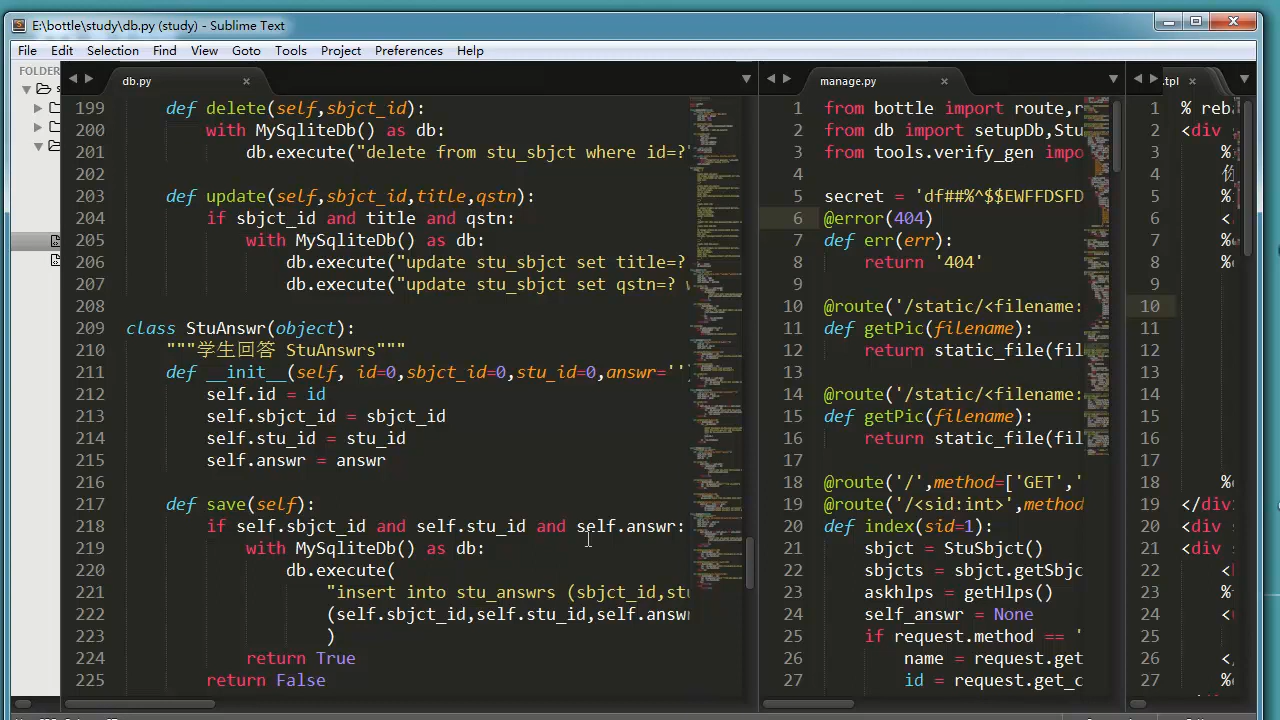 E:\bottle\study\db.py (study) - Sublime Text
File Edit Selection Find View Goto Tools Project Preferences Help
FOLDER
db.py
199 def delete(self,sbjct_id):
200 with MySqliteDb() as db:
201 db.execute("delete from stu_sbjct where id=?"
202
203 def update(self,sbjct_id,title,qstn):
204 if sbjct_id and title and qstn:
205 with MySqliteDb() as db:
206 db.execute("update stu_sbjct set title=?
207 db.execute("update stu_sbjct set qstn=? w
208
209 class StuAnswr(object):
210 """学生回答 StuAnswrs"""
211 def __init__(self, id=0,sbjct_id=0,stu_id=0,answr=''
212 self.id = id
213 self.sbjct_id = sbjct_id
214 self.stu_id = stu_id
215 self.answr = answr
216
217 def save(self):
218 if self.sbjct_id and self.stu_id and self.answr:
219 with MySqliteDb() as db:
220 db.execute(
221 "insert into stu_answrs (sbjct_id,stu
222 (self.sbjct_id,self.stu_id,self.answr
223 )
224 return True
225 return False
manage.py
1 from bottle import route,r
2 from db import setupDb,Stu
3 from tools.verify_gen impo
4
5 secret = 'df##%^$$EWFFDSFD
6 @error(404)
7 def err(err):
8 return '404'
9
10 @route('/static/<filename:
11 def getPic(filename):
12 return static_file(fil
13
14 @route('/static/<filename:
15 def getPic(filename):
16 return static_file(fil
17
18 @route('/',method=['GET','
19 @route('/<sid:int>',method
20 def index(sid=1):
21 sbjct = StuSbjct()
22 sbjcts = sbjct.getSbjc
23 askhlps = getHlps()
24 self_answr = None
25 if request.method == '
26 name = request.get
27 id = request.get_c
.tpl
1 % reba
2 <div
3 %
4 你
5 %
6 <
7 %
8 %
9
10
11
12
13
14
15
16
17
18 %
19 </div
20 <div s
21 <div s
22 <
23 %
24 <
25
26 </
27 %